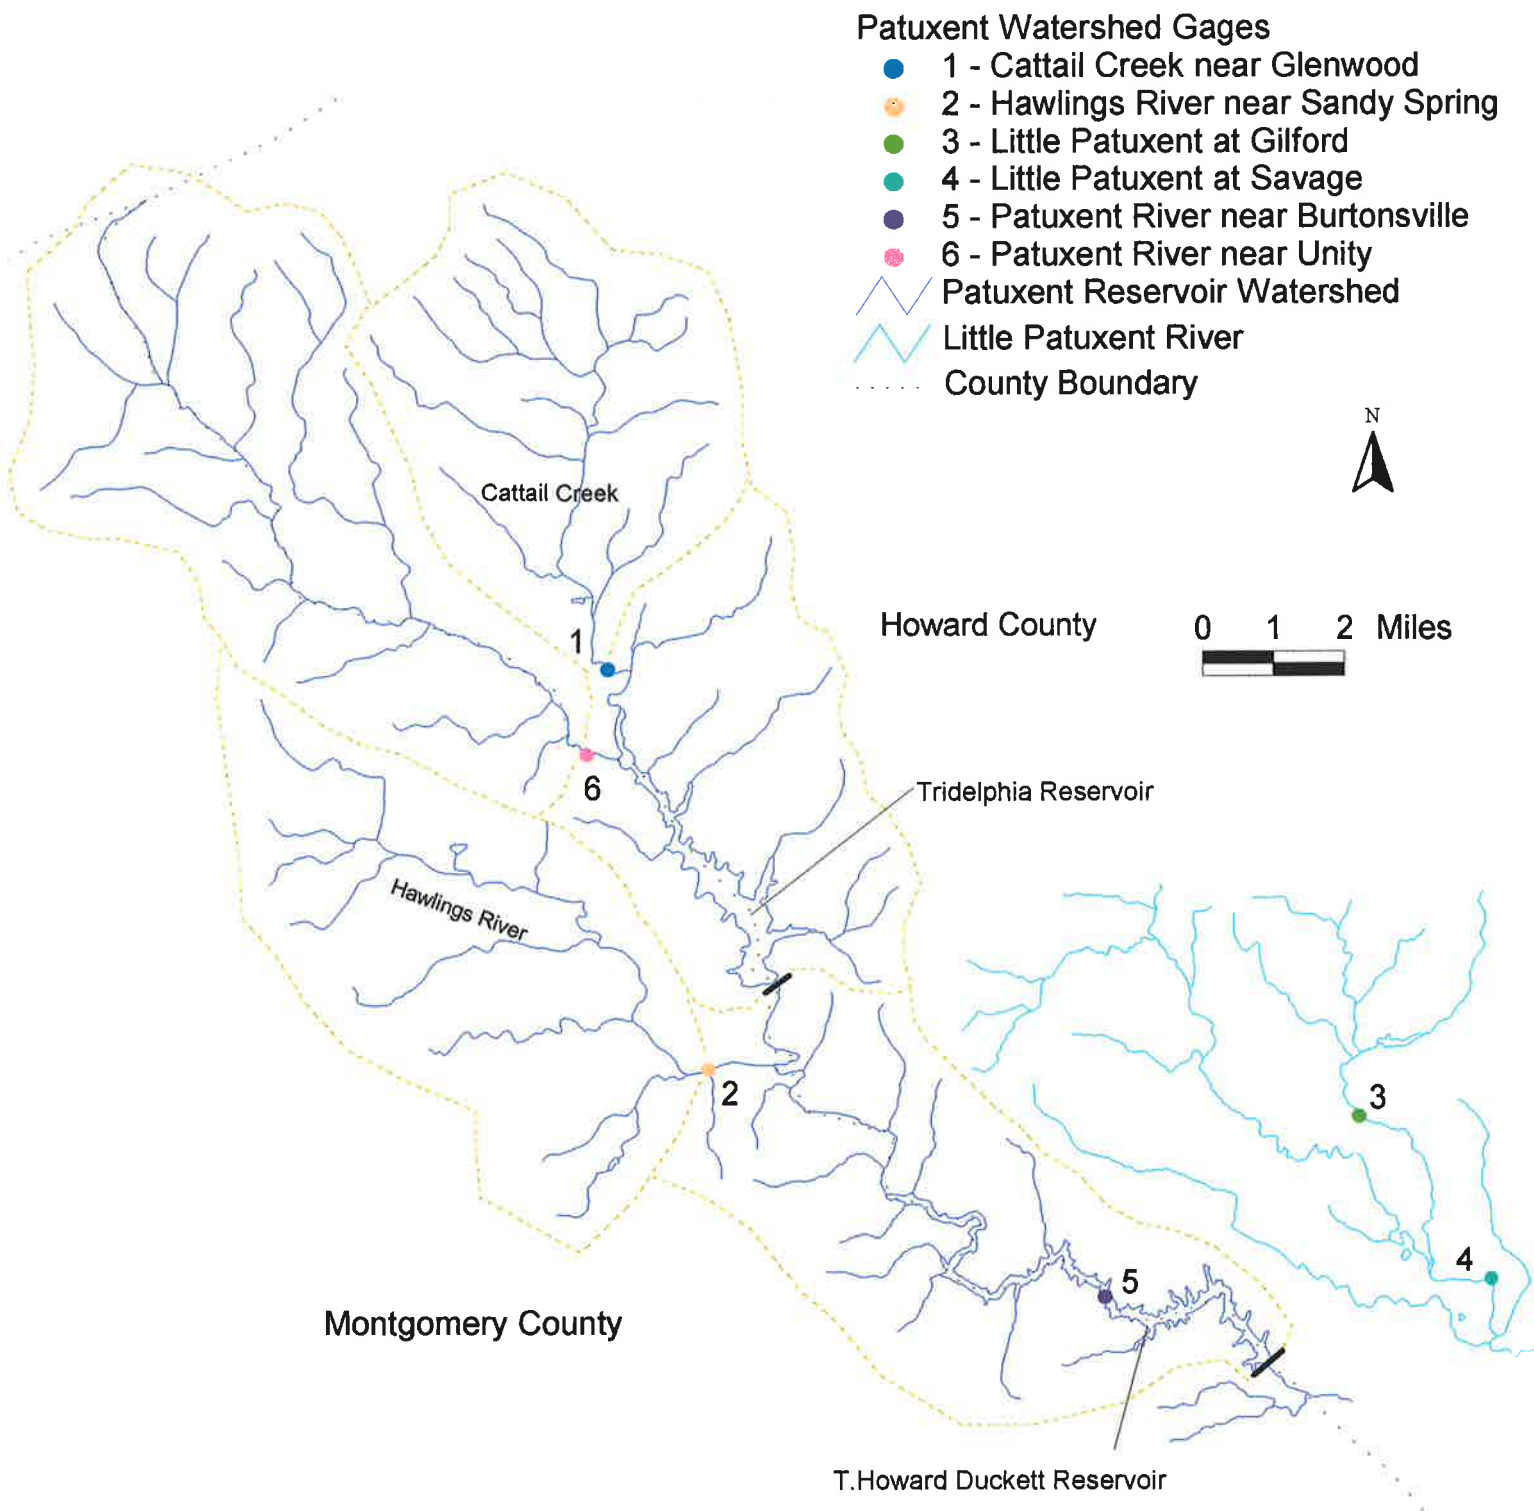 Patuxent Watershed Gages
1 - Cattail Creek near Glenwood
2 - Hawlings River near Sandy Spring
3 - Little Patuxent at Gilford
4 - Little Patuxent at Savage
5 - Patuxent River near Burtonsville
6 - Patuxent River near Unity
Patuxent Reservoir Watershed
Little Patuxent River
County Boundary
N
Cattail Creek
Howard County
0 1 2 Miles
1
6
Tridelphia Reservoir
Hawlings River
2
3
4
5
Montgomery County
T.Howard Duckett Reservoir